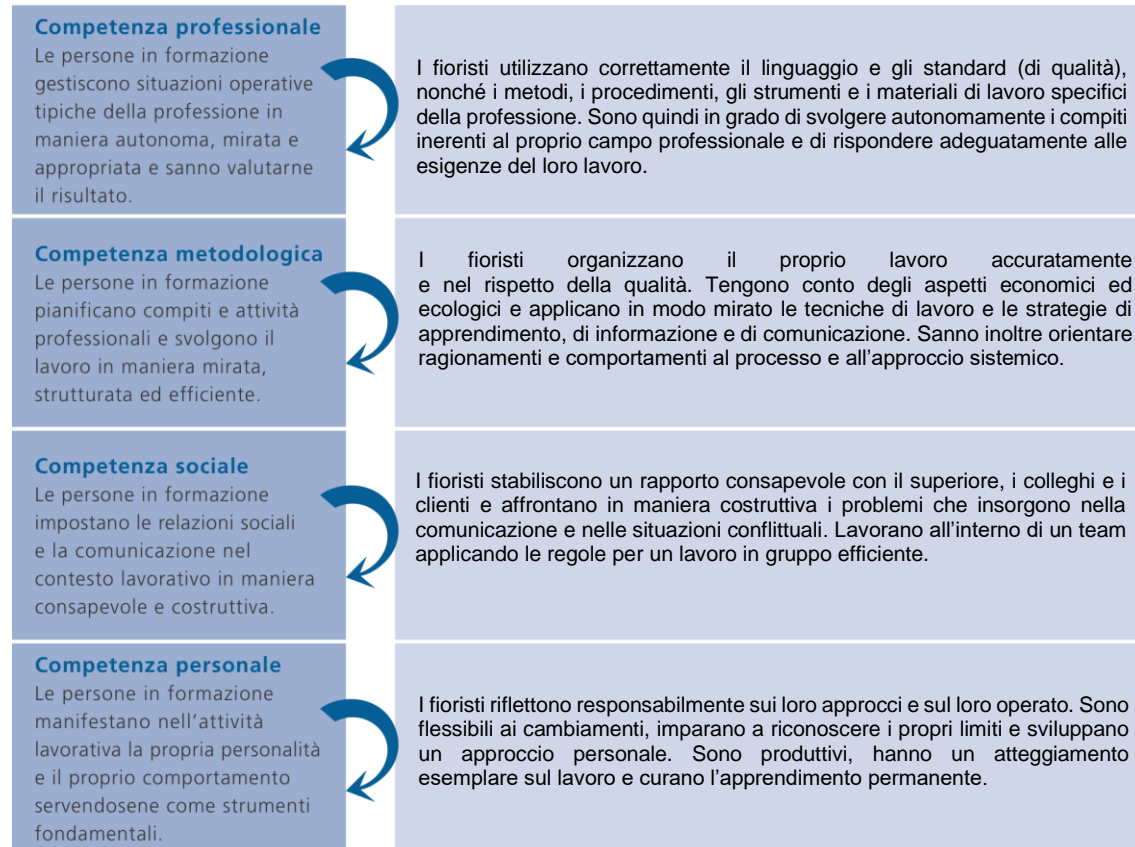 Competenza professionale
Le persone in formazione
gestiscono situazioni operative
tipiche della professione in
maniera autonoma, mirata e
appropriata e sanno valutarne
il risultato.
I fioristi utilizzano correttamente il linguaggio e gli standard (di qualità),
nonché i metodi, i procedimenti, gli strumenti e i materiali di lavoro specifici
della professione. Sono quindi in grado di svolgere autonomamente i compiti
inerenti al proprio campo professionale e di rispondere adeguatamente alle
esigenze del loro lavoro.
Competenza metodologica
Le persone in formazione
pianificano compiti e attività
professionali e svolgono il
lavoro in maniera mirata,
strutturata ed efficiente.
I fioristi organizzano il proprio lavoro accuratamente
e nel rispetto della qualità. Tengono conto degli aspetti economici ed
ecologici e applicano in modo mirato le tecniche di lavoro e le strategie di
apprendimento, di informazione e di comunicazione. Sanno inoltre orientare
ragionamenti e comportamenti al processo e all'approccio sistemico.
Competenza sociale
Le persone in formazione
impostano le relazioni sociali
e la comunicazione nel
contesto lavorativo in maniera
consapevole e costruttiva.
I fioristi stabiliscono un rapporto consapevole con il superiore, i colleghi e i
clienti e affrontano in maniera costruttiva i problemi che insorgono nella
comunicazione e nelle situazioni conflittuali. Lavorano all'interno di un team
applicando le regole per un lavoro in gruppo efficiente.
Competenza personale
Le persone in formazione
manifestano nell'attività
lavorativa la propria personalità
e il proprio comportamento
servendosene come strumenti
fondamentali.
I fioristi riflettono responsabilmente sui loro approcci e sul loro operato. Sono
flessibili ai cambiamenti, imparano a riconoscere i propri limiti e sviluppano
un approccio personale. Sono produttivi, hanno un atteggiamento
esemplare sul lavoro e curano l'apprendimento permanente.